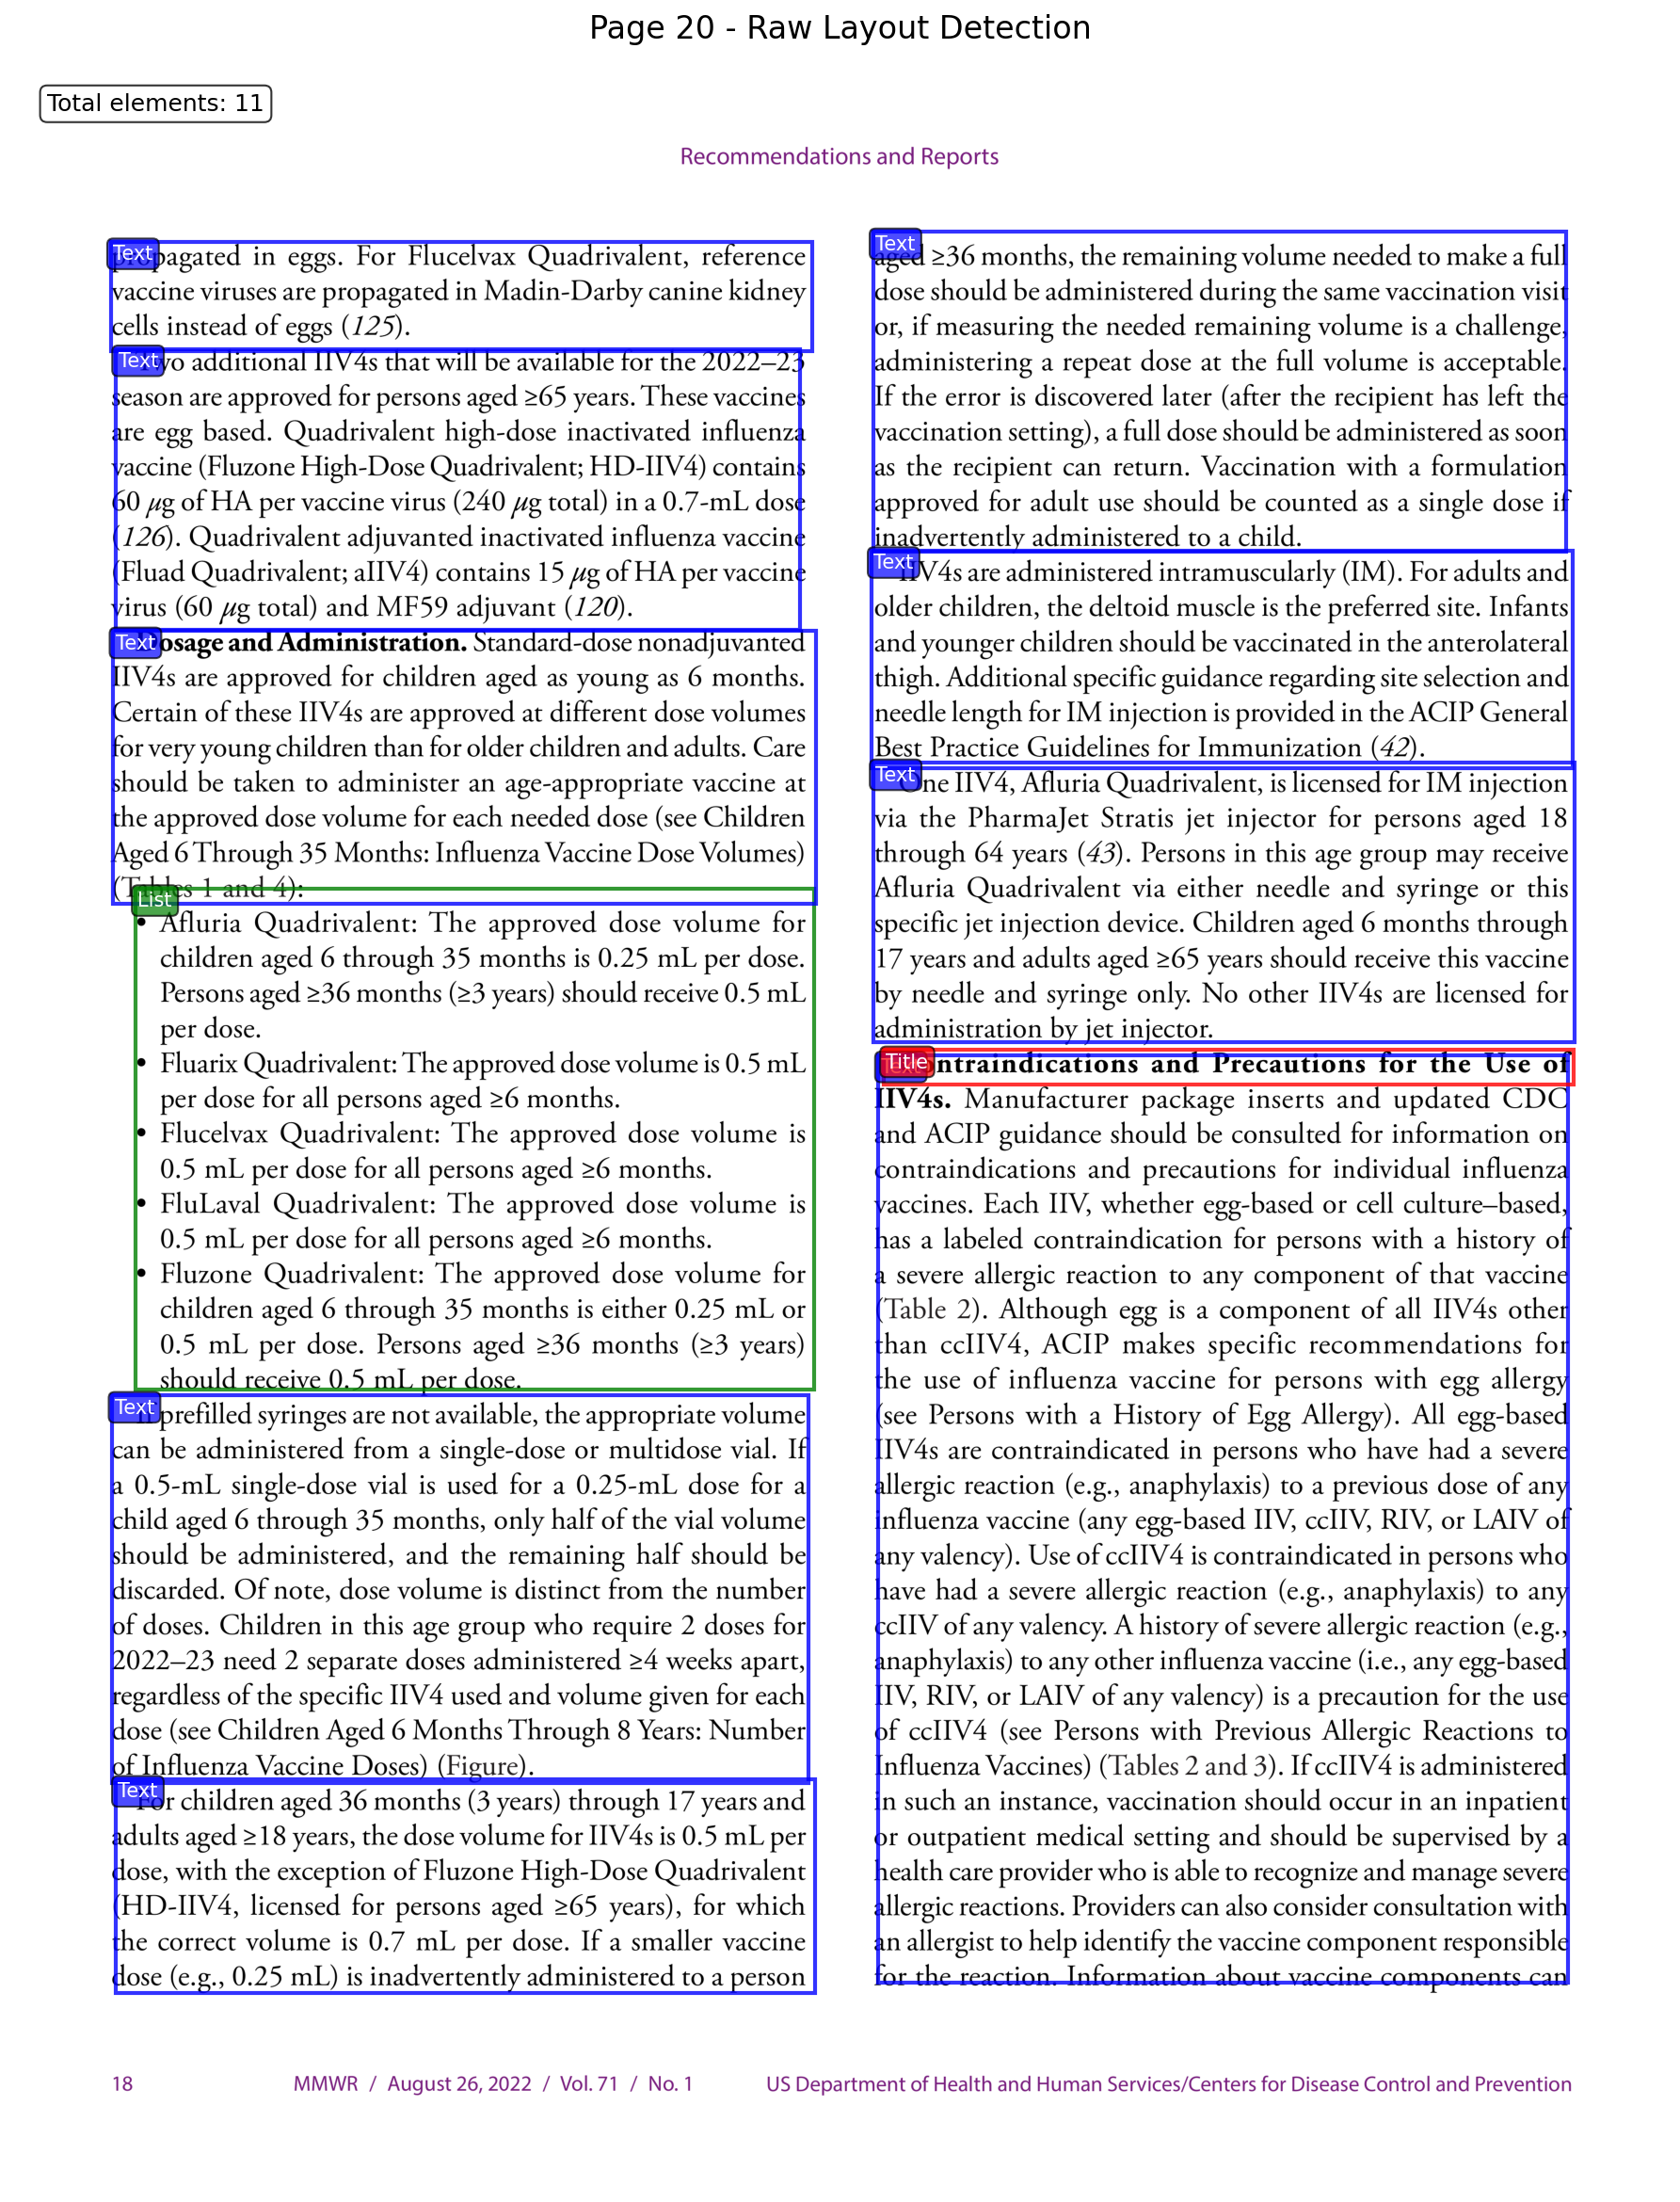 Page 20 - Raw Layout Detection
Total elements: 11
Recommendations and Reports
Text
propagated in eggs. For Flucelvax Quadrivalent, reference
vaccine viruses are propagated in Madin-Darby canine kidney
cells instead of eggs (125).
Text
Two additional IIV4s that will be available for the 2022–23
season are approved for persons aged ≥65 years. These vaccines
are egg based. Quadrivalent high-dose inactivated influenza
vaccine (Fluzone High-Dose Quadrivalent; HD-IIV4) contains
60 µg of HA per vaccine virus (240 µg total) in a 0.7-mL dose
(126). Quadrivalent adjuvanted inactivated influenza vaccine
(Fluad Quadrivalent; aIIV4) contains 15 µg of HA per vaccine
virus (60 µg total) and MF59 adjuvant (120).
Text
Dosage and Administration. Standard-dose nonadjuvanted
IIV4s are approved for children aged as young as 6 months.
Certain of these IIV4s are approved at different dose volumes
for very young children than for older children and adults. Care
should be taken to administer an age-appropriate vaccine at
the approved dose volume for each needed dose (see Children
Aged 6 Through 35 Months: Influenza Vaccine Dose Volumes)
(Tables 1 and 4):
List
• Afluria Quadrivalent: The approved dose volume for
children aged 6 through 35 months is 0.25 mL per dose.
Persons aged ≥36 months (≥3 years) should receive 0.5 mL
per dose.
• Fluarix Quadrivalent: The approved dose volume is 0.5 mL
per dose for all persons aged ≥6 months.
• Flucelvax Quadrivalent: The approved dose volume is
0.5 mL per dose for all persons aged ≥6 months.
• FluLaval Quadrivalent: The approved dose volume is
0.5 mL per dose for all persons aged ≥6 months.
• Fluzone Quadrivalent: The approved dose volume for
children aged 6 through 35 months is either 0.25 mL or
0.5 mL per dose. Persons aged ≥36 months (≥3 years)
should receive 0.5 mL per dose.
Text
If prefilled syringes are not available, the appropriate volume
can be administered from a single-dose or multidose vial. If
a 0.5-mL single-dose vial is used for a 0.25-mL dose for a
child aged 6 through 35 months, only half of the vial volume
should be administered, and the remaining half should be
discarded. Of note, dose volume is distinct from the number
of doses. Children in this age group who require 2 doses for
2022–23 need 2 separate doses administered ≥4 weeks apart,
regardless of the specific IIV4 used and volume given for each
dose (see Children Aged 6 Months Through 8 Years: Number
of Influenza Vaccine Doses) (Figure).
Text
For children aged 36 months (3 years) through 17 years and
adults aged ≥18 years, the dose volume for IIV4s is 0.5 mL per
dose, with the exception of Fluzone High-Dose Quadrivalent
(HD-IIV4, licensed for persons aged ≥65 years), for which
the correct volume is 0.7 mL per dose. If a smaller vaccine
dose (e.g., 0.25 mL) is inadvertently administered to a person
Text
aged ≥36 months, the remaining volume needed to make a full
dose should be administered during the same vaccination visit
or, if measuring the needed remaining volume is a challenge,
administering a repeat dose at the full volume is acceptable.
If the error is discovered later (after the recipient has left the
vaccination setting), a full dose should be administered as soon
as the recipient can return. Vaccination with a formulation
approved for adult use should be counted as a single dose if
inadvertently administered to a child.
Text
IIV4s are administered intramuscularly (IM). For adults and
older children, the deltoid muscle is the preferred site. Infants
and younger children should be vaccinated in the anterolateral
thigh. Additional specific guidance regarding site selection and
needle length for IM injection is provided in the ACIP General
Best Practice Guidelines for Immunization (42).
Text
One IIV4, Afluria Quadrivalent, is licensed for IM injection
via the PharmaJet Stratis jet injector for persons aged 18
through 64 years (43). Persons in this age group may receive
Afluria Quadrivalent via either needle and syringe or this
specific jet injection device. Children aged 6 months through
17 years and adults aged ≥65 years should receive this vaccine
by needle and syringe only. No other IIV4s are licensed for
administration by jet injector.
Title
Contraindications and Precautions for the Use of
IIV4s. Manufacturer package inserts and updated CDC
and ACIP guidance should be consulted for information on
contraindications and precautions for individual influenza
vaccines. Each IIV, whether egg-based or cell culture–based,
has a labeled contraindication for persons with a history of
a severe allergic reaction to any component of that vaccine
(Table 2). Although egg is a component of all IIV4s other
than ccIIV4, ACIP makes specific recommendations for
the use of influenza vaccine for persons with egg allergy
(see Persons with a History of Egg Allergy). All egg-based
IIV4s are contraindicated in persons who have had a severe
allergic reaction (e.g., anaphylaxis) to a previous dose of any
influenza vaccine (any egg-based IIV, ccIIV, RIV, or LAIV of
any valency). Use of ccIIV4 is contraindicated in persons who
have had a severe allergic reaction (e.g., anaphylaxis) to any
ccIIV of any valency. A history of severe allergic reaction (e.g.,
anaphylaxis) to any other influenza vaccine (i.e., any egg-based
IIV, RIV, or LAIV of any valency) is a precaution for the use
of ccIIV4 (see Persons with Previous Allergic Reactions to
Influenza Vaccines) (Tables 2 and 3). If ccIIV4 is administered
in such an instance, vaccination should occur in an inpatient
or outpatient medical setting and should be supervised by a
health care provider who is able to recognize and manage severe
allergic reactions. Providers can also consider consultation with
an allergist to help identify the vaccine component responsible
for the reaction. Information about vaccine components can
18 MMWR / August 26, 2022 / Vol. 71 / No. 1 US Department of Health and Human Services/Centers for Disease Control and Prevention